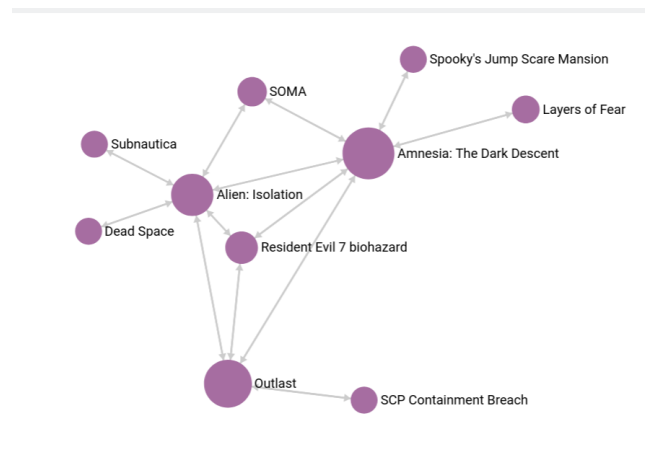 Spooky's Jump Scare Mansion
SOMA
Layers of Fear
Subnautica
Amnesia: The Dark Descent
Alien: Isolation
Dead Space
Resident Evil 7 biohazard
Outlast
SCP Containment Breach